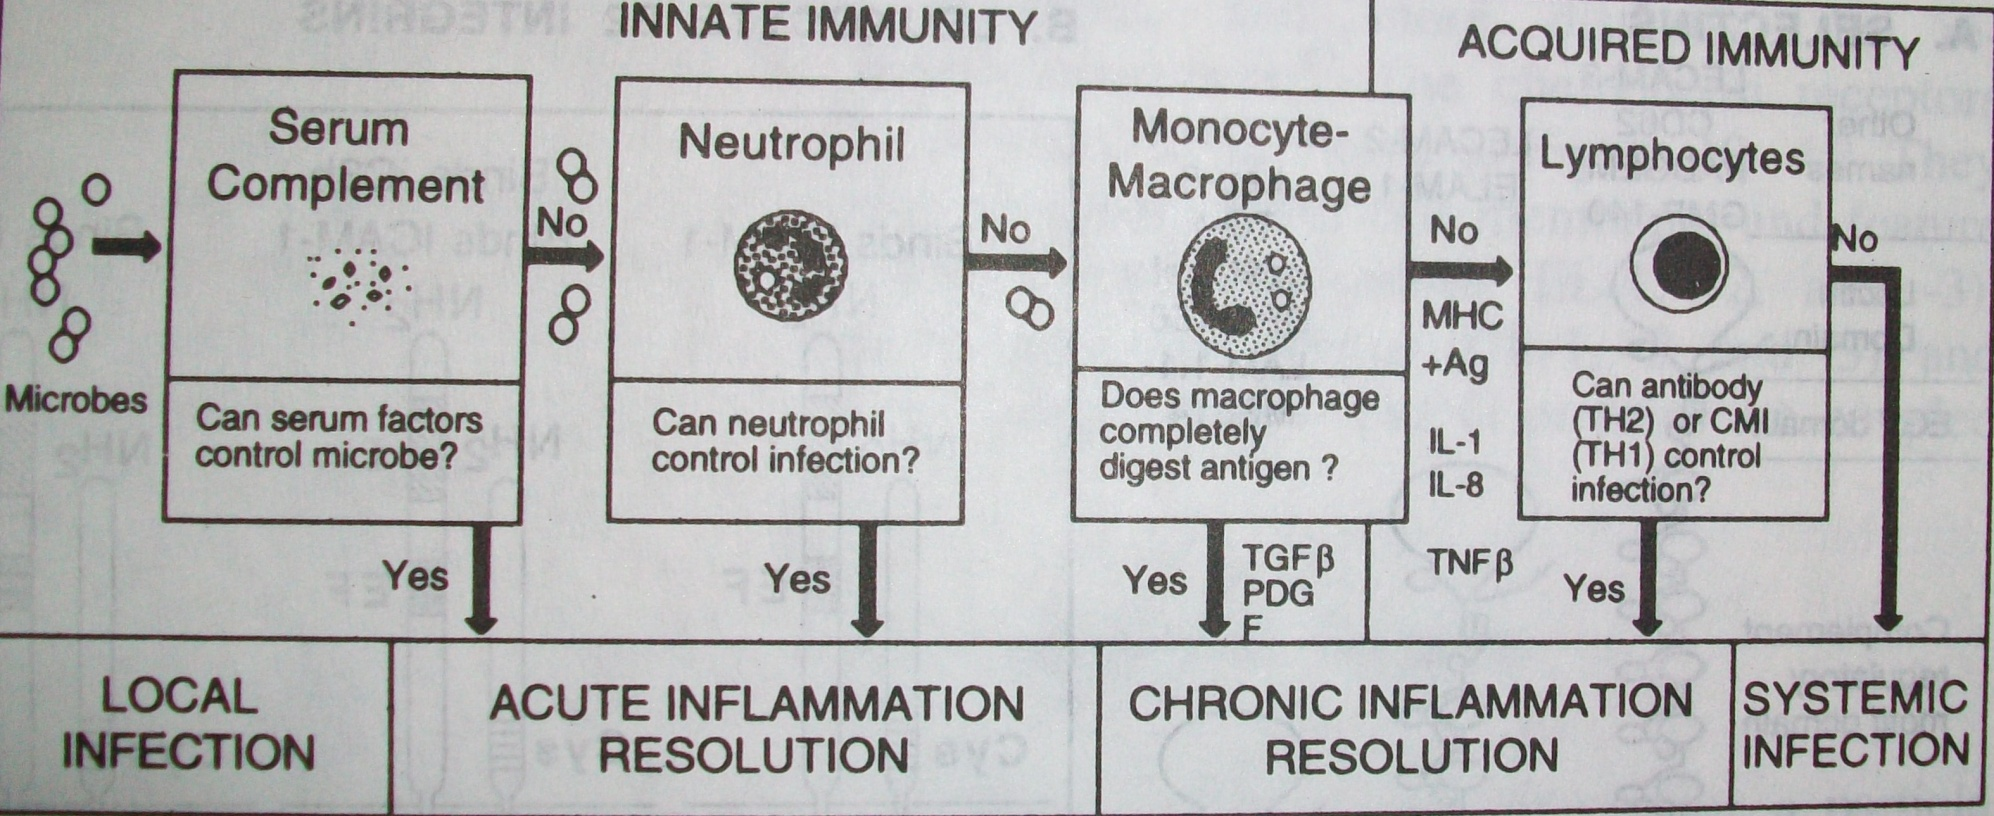 INNATE IMMUNITY.
ACQUIRED IMMUNITY
Microbes
Serum
Complement
Can serum factors
control microbe?
No
Yes
Neutrophil
Can neutrophil
control infection?
No
Yes
Monocyte-
Macrophage
Does macrophage
completely
digest antigen ?
Yes
TGFβ
PDG
F
No
MHC
+Ag
IL-1
IL-8
TNFβ
Lymphocytes
Can antibody
(TH2) or CMI
(TH1) control
infection?
Yes
No
LOCAL
INFECTION
ACUTE INFLAMMATION
RESOLUTION
CHRONIC INFLAMMATION
RESOLUTION
SYSTEMIC
INFECTION